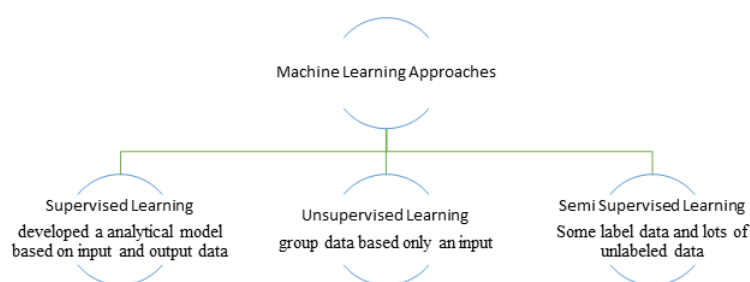 Machine Learning Approaches
Supervised Learning
developed a analytical model
based on input and output data
Unsupervised Learning
group data based only an input
Semi Supervised Learning
Some label data and lots of
unlabeled data